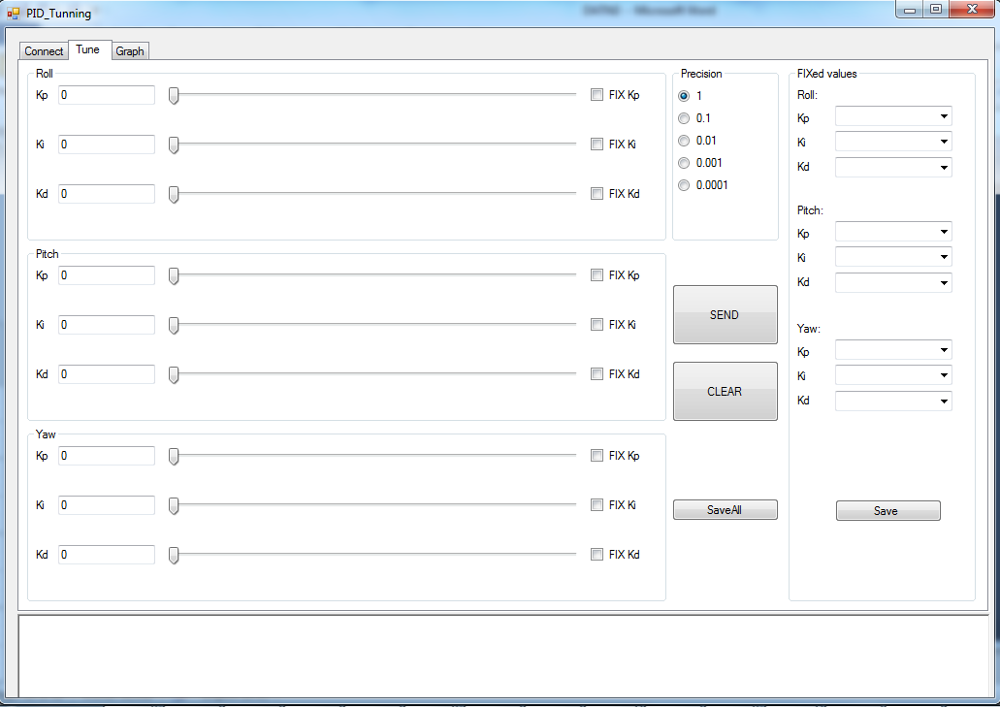 PID_Tunning
Connect Tune Graph
Roll
Kp 0 FIX Kp
Ki 0 FIX Ki
Kd 0 FIX Kd
Pitch
Kp 0 FIX Kp
Ki 0 FIX Ki
Kd 0 FIX Kd
Yaw
Kp 0 FIX Kp
Ki 0 FIX Ki
Kd 0 FIX Kd
Precision
1
0.1
0.01
0.001
0.0001
SEND
CLEAR
SaveAll
FIXed values
Roll:
Kp
Ki
Kd
Pitch:
Kp
Ki
Kd
Yaw:
Kp
Ki
Kd
Save